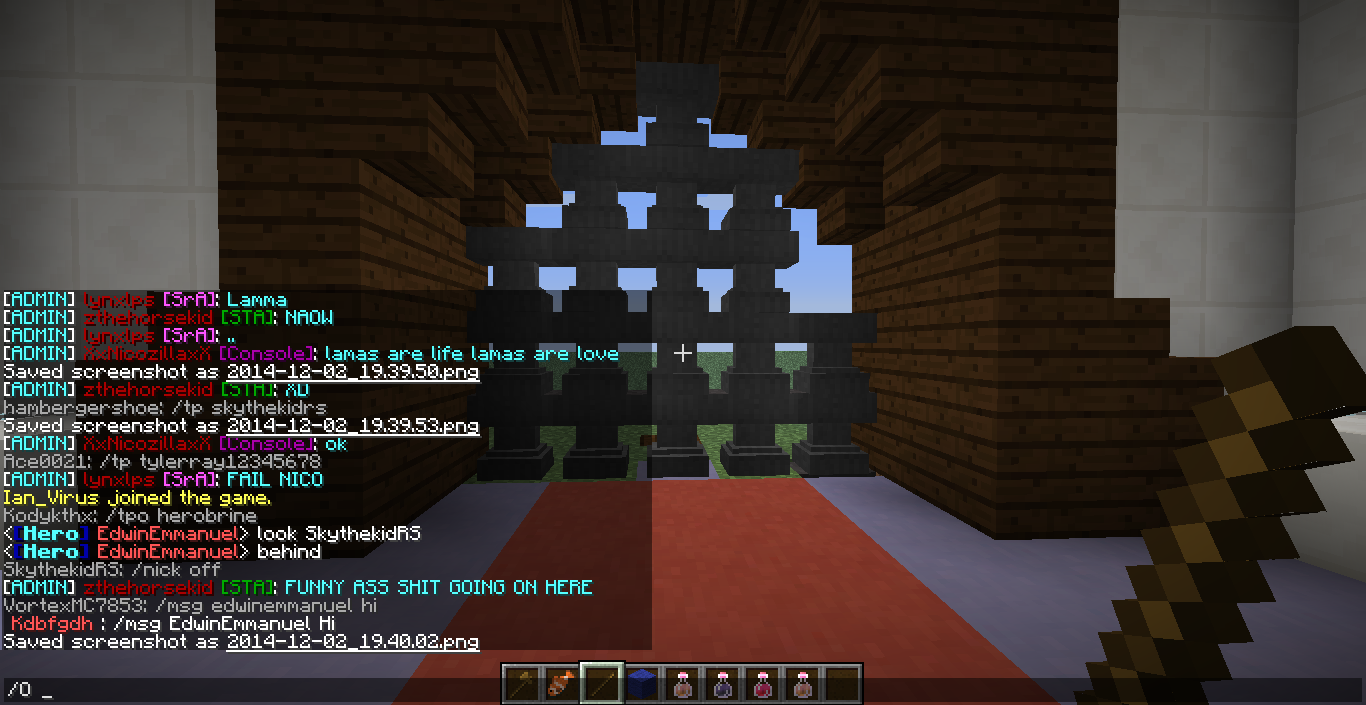 [ADMIN] lynxlps [SrA]: Lamma
[ADMIN] zthehorsekid [STA]: NAOW
[ADMIN] lynxlps [SrA]: ..
[ADMIN] XxNicozillaxX [Console]: lamas are life lamas are love
Saved screenshot as 2014-12-02_19.39.50.png
[ADMIN] zthehorsekid [STA]: XD
hambergershoe: /tp skythekidrs
Saved screenshot as 2014-12-02_19.39.53.png
[ADMIN] XxNicozillaxX [Console]: ok
Ace0021: /tp tylerray12345678
[ADMIN] lynxlps [SrA]: FAIL NICO
Ian_Virus joined the game.
Kodykthx: /tpo herobrine
<[Hero] EdwinEmmanuel> look SkythekidRS
<[Hero] EdwinEmmanuel> behind
SkythekidRS: /nick off
[ADMIN] zthehorsekid [STA]: FUNNY ASS SHIT GOING ON HERE
VortexMC7853: /msg edwinemmanuel hi
Kdbfgdh : /msg EdwinEmmanuel Hi
Saved screenshot as 2014-12-02_19.40.02.png
/O _